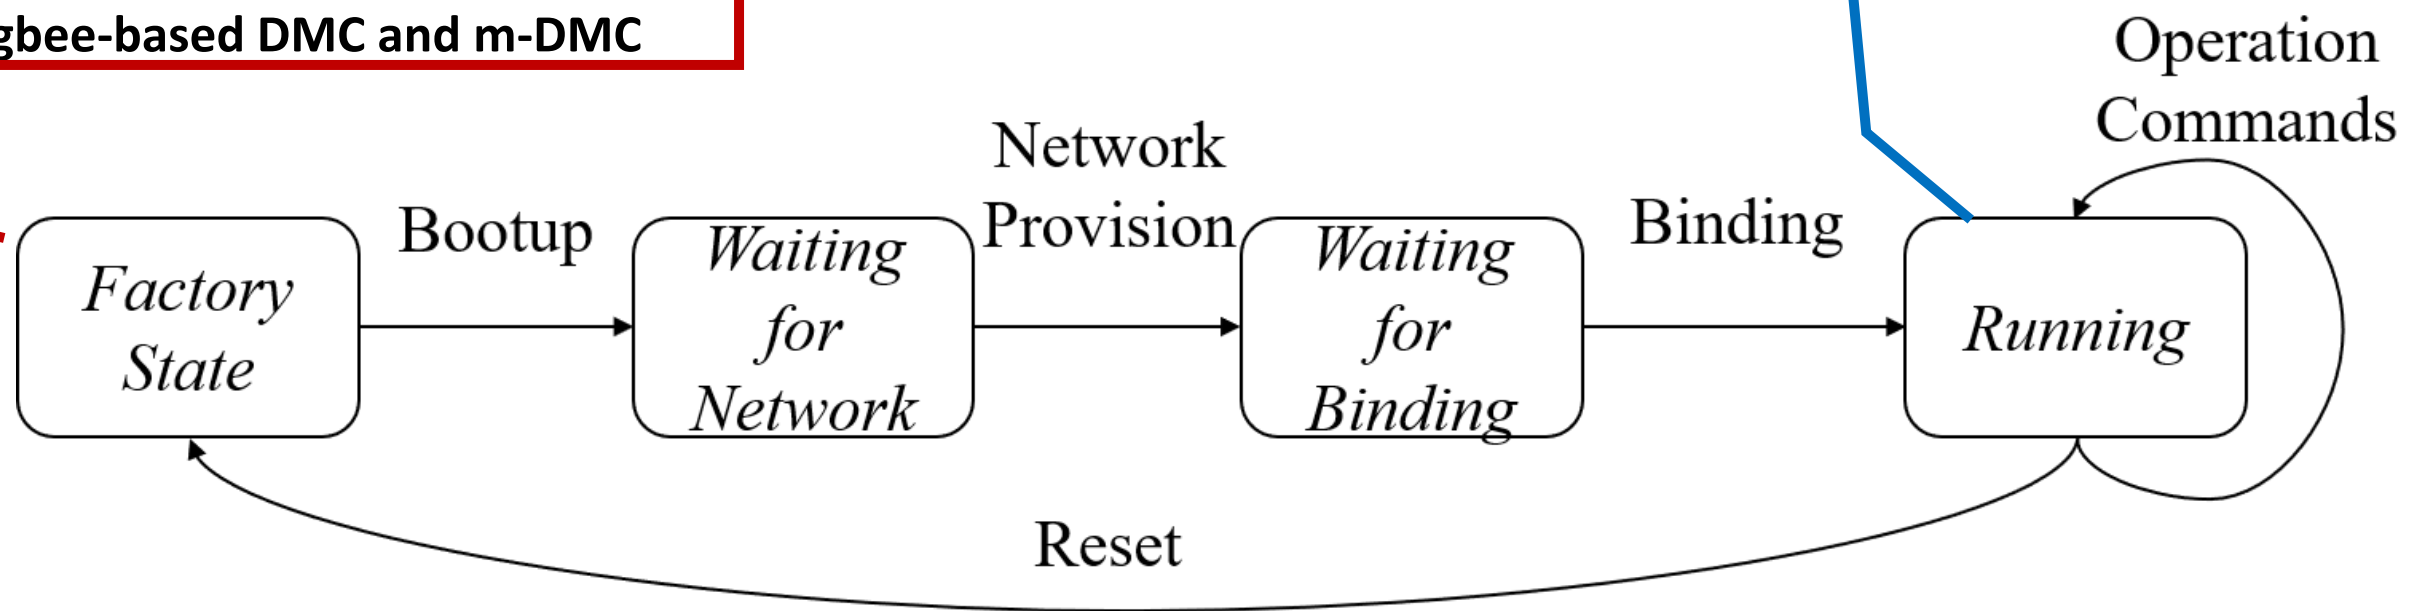 gbee-based DMC and m-DMC
Operation
Commands
Network
Provision
Bootup
Binding
Factory
State
Waiting
for
Network
Waiting
for
Binding
Running
Reset